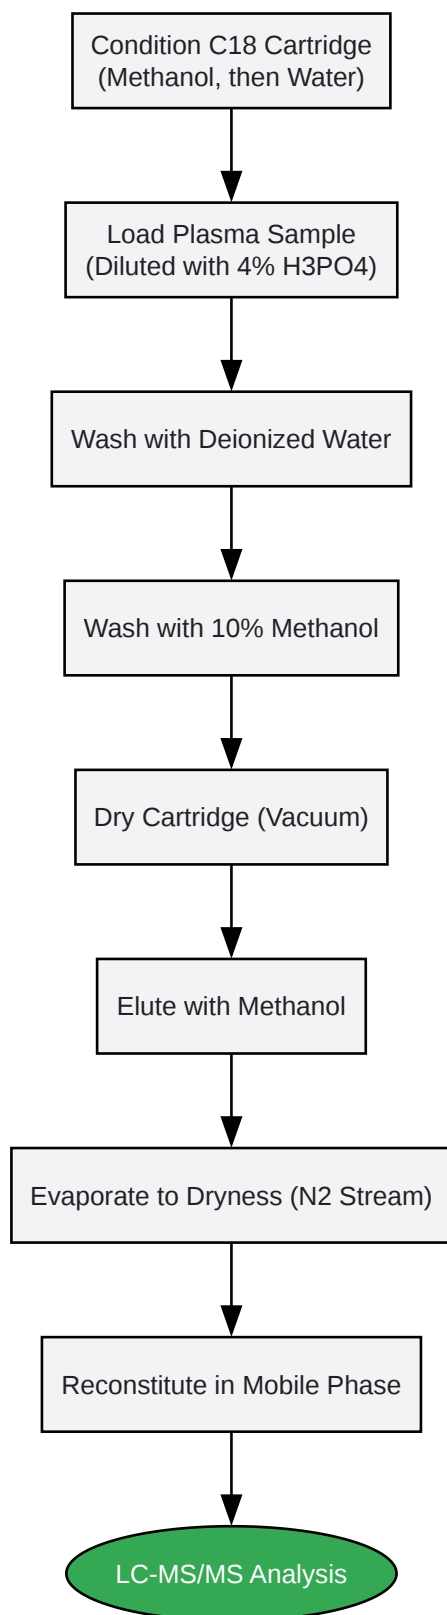 Condition C18 Cartridge
(Methanol, then Water)
Load Plasma Sample
(Diluted with 4% H3PO4)
Wash with Deionized Water
Wash with 10% Methanol
Dry Cartridge (Vacuum)
Elute with Methanol
Evaporate to Dryness (N2 Stream)
Reconstitute in Mobile Phase
LC-MS/MS Analysis